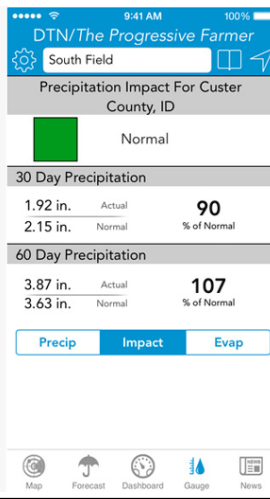 9:41 AM
100%
DTN/The Progressive Farmer
South Field
Precipitation Impact For Custer
County, ID
Normal
30 Day Precipitation
1.92 in. Actual
2.15 in. Normal
90
% of Normal
60 Day Precipitation
3.87 in. Actual
3.63 in. Normal
107
% of Normal
Precip Impact Evap
Map Forecast Dashboard Gauge News